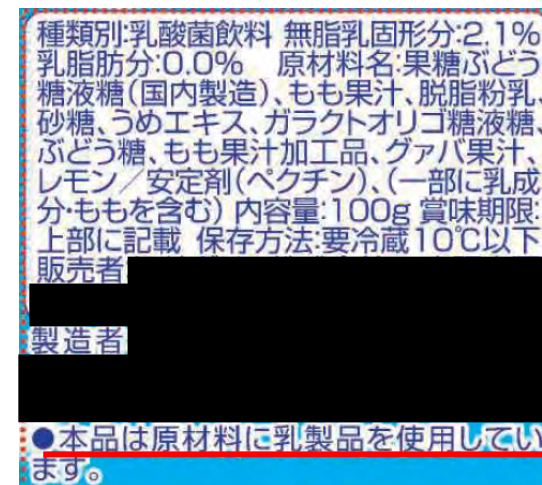 種類別:乳酸菌飲料 無脂乳固形分:2.1%
乳脂肪分:0.0% 原材料名:果糖ぶどう
糖液糖(国内製造)、もも果汁、脱脂粉乳、
砂糖、うめエキス、ガラクトオリゴ糖液糖、
ぶどう糖、もも果汁加工品、グァバ果汁、
レモン/安定剤(ペクチン)、(一部に乳成
分・ももを含む) 内容量:100g 賞味期限:
上部に記載 保存方法:要冷蔵10℃以下
販売者
製造者
●本品は原材料に乳製品を使用してい
ます。